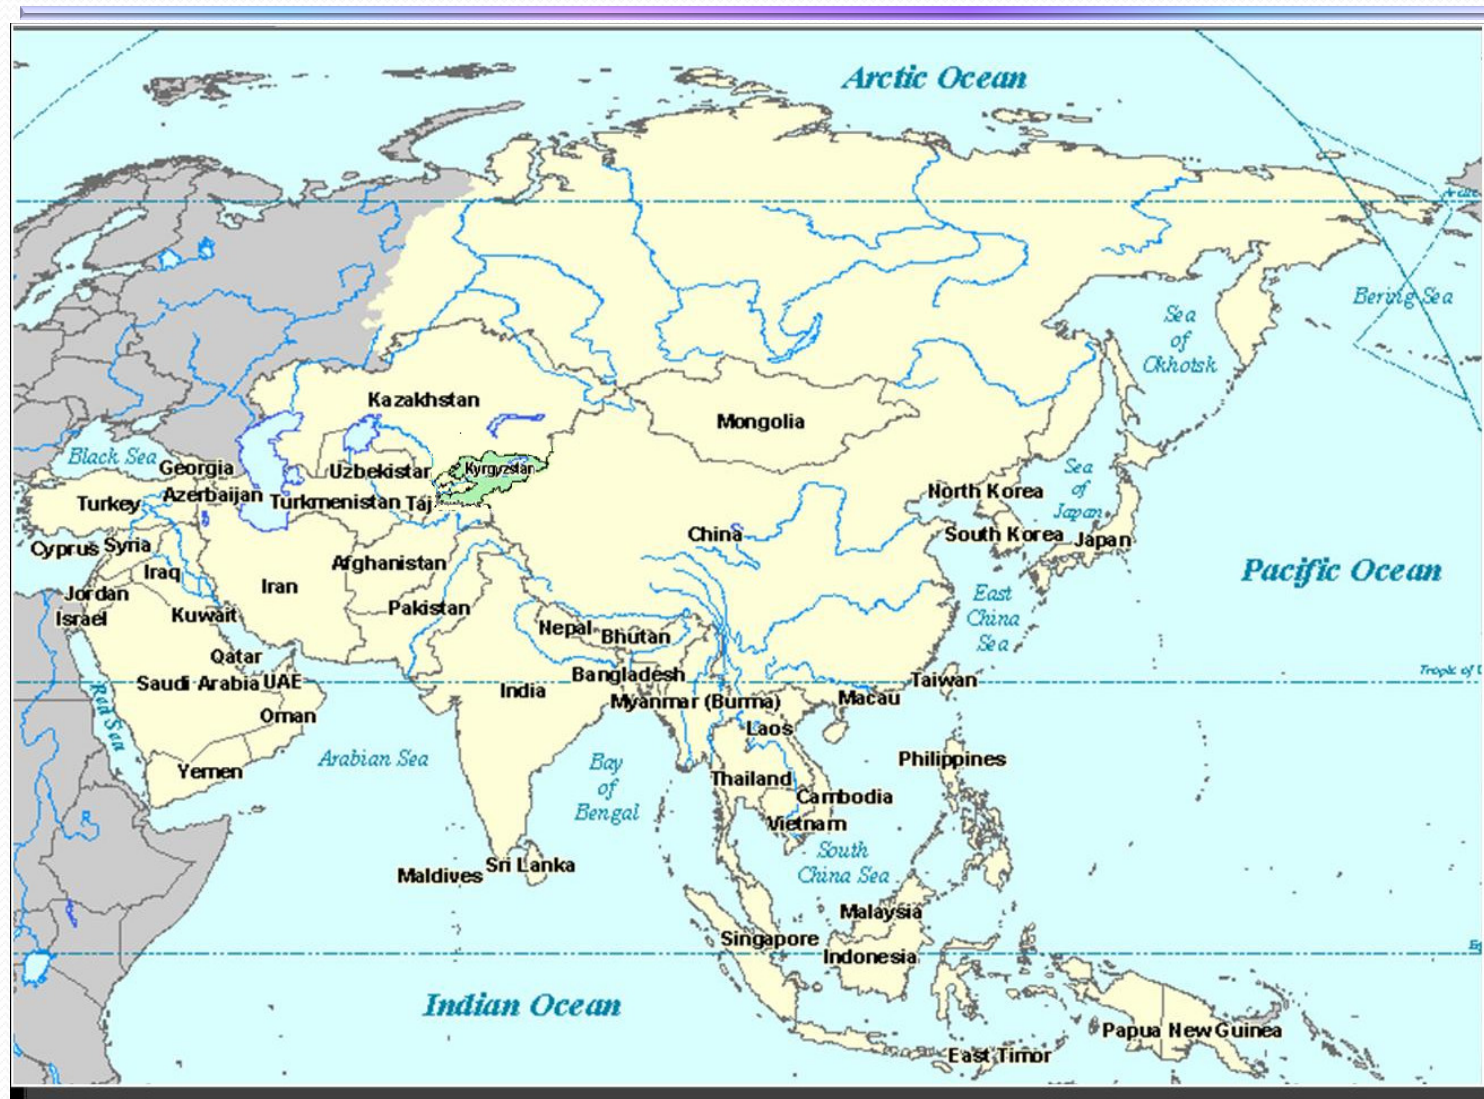 Arctic Ocean
Arctic
Bering Sea
Sea
of
Okhotsk
Kazakhstan
Mongolia
Black Sea
Georgia
Uzbekistan
Kyrgyzstan
Sea
of
Japan
Turkey
Azerbaijan
Turkmenistan
Taj
North Korea
China
South Korea
Japan
Cyprus
Syria
Afghanistan
Iraq
Iran
Pacific Ocean
Jordan
Israel
Kuwait
Pakistan
East
China
Sea
Nepal
Bhutan
Qatar
Saudi Arabia
UAE
Bangladesh
India
Myanmar (Burma)
Macau
Taiwan
Tropic of
Red Sea
Oman
Laos
Yemen
Arabian Sea
Bay
of
Bengal
Thailand
Philippines
Cambodia
Vietnam
South
China Sea
Maldives
Sri Lanka
Malaysia
Singapore
Indonesia
Indian Ocean
Papua New Guinea
East Timor